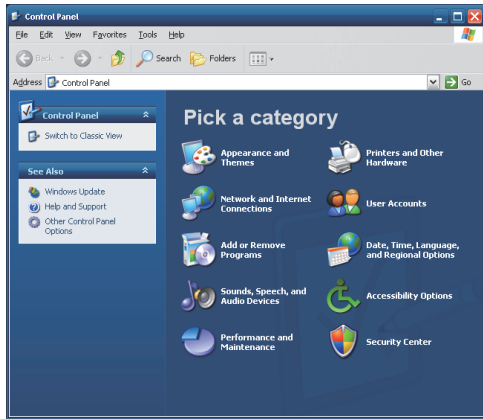 Control Panel
File Edit View Favorites Tools Help
Back Search Folders
Address Control Panel Go
Control Panel
Switch to Classic View
See Also
Windows Update
Help and Support
Other Control Panel
Options
Pick a category
Appearance and
Themes
Printers and Other
Hardware
Network and Internet
Connections
User Accounts
Add or Remove
Programs
Date, Time, Language,
and Regional Options
Sounds, Speech, and
Audio Devices
Accessibility Options
Performance and
Maintenance
Security Center